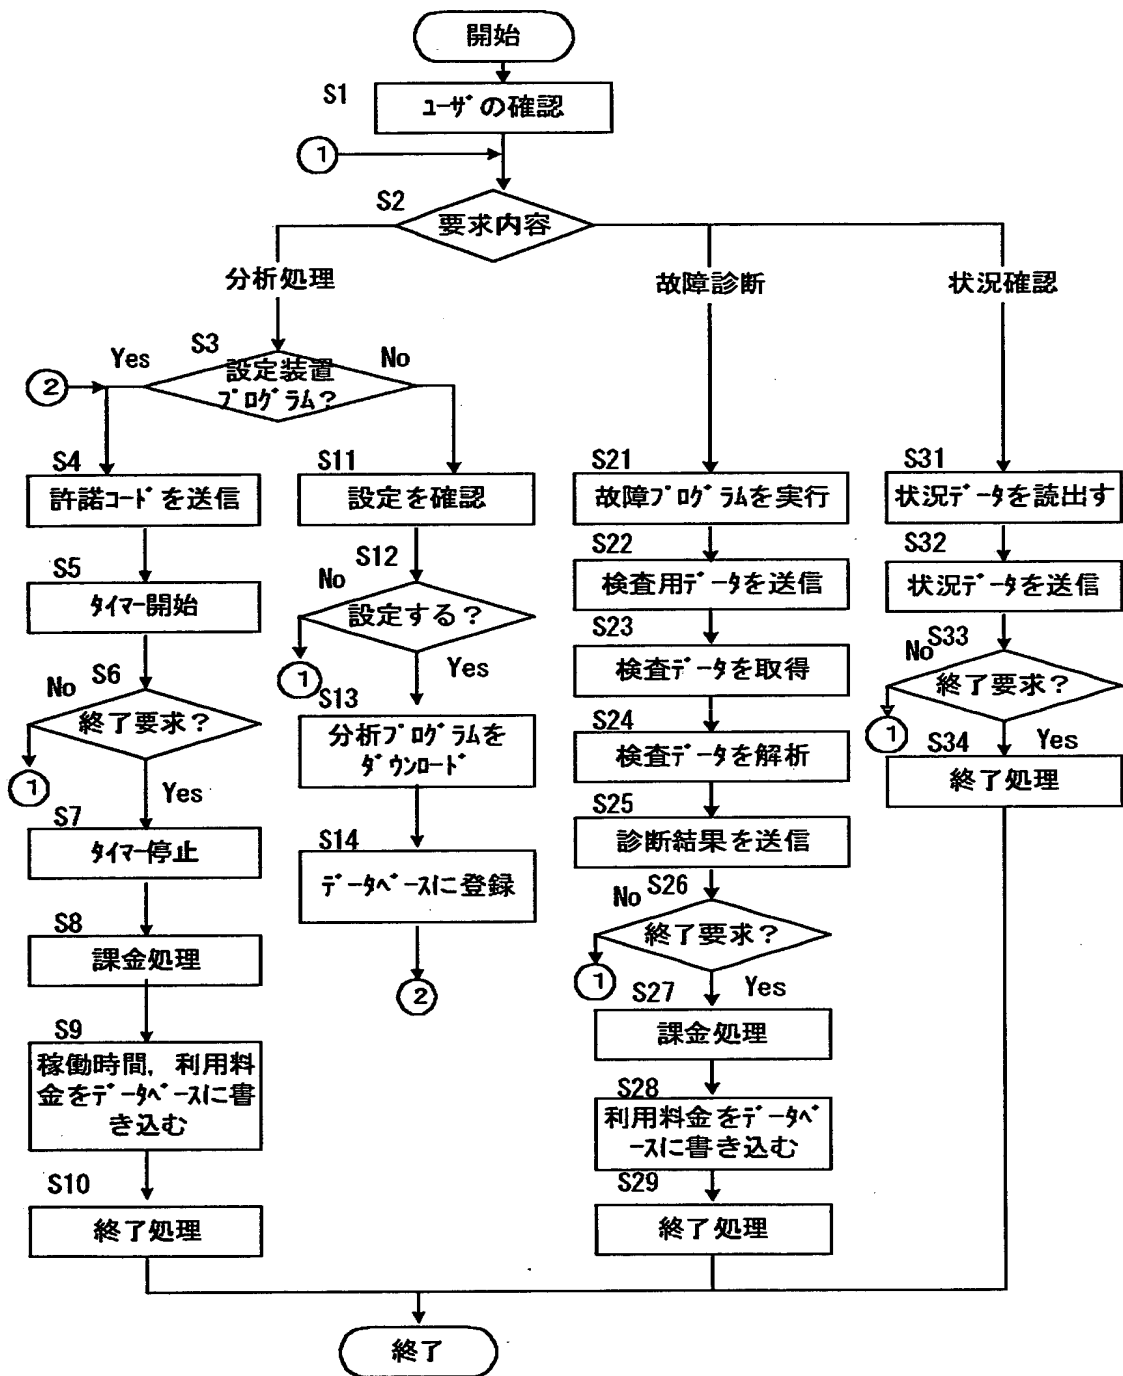 開始
S1
ﾕｰｻﾞの確認
①
S2
要求内容
分析処理
故障診断
状況確認
S3
Yes
No
設定装置
ﾌﾟﾛｸﾞﾗﾑ?
②
S4
許諾ｺｰﾄﾞを送信
S5
ﾀｲﾏｰ開始
S6
No
終了要求?
①
Yes
S7
ﾀｲﾏｰ停止
S8
課金処理
S9
稼働時間，利用料
金をﾃﾞｰﾀﾍﾞｰｽに書
き込む
S10
終了処理
S11
設定を確認
S12
No
設定する?
①
Yes
S13
分析ﾌﾟﾛｸﾞﾗﾑを
ﾀﾞｳﾝﾛｰﾄﾞ
S14
ﾃﾞｰﾀﾍﾞｰｽに登録
②
S21
故障ﾌﾟﾛｸﾞﾗﾑを実行
S22
検査用ﾃﾞｰﾀを送信
S23
検査ﾃﾞｰﾀを取得
S24
検査ﾃﾞｰﾀを解析
S25
診断結果を送信
S26
No
終了要求?
①
Yes
S27
課金処理
S28
利用料金をﾃﾞｰﾀﾍﾞ
ｰｽに書き込む
S29
終了処理
S31
状況ﾃﾞｰﾀを読出す
S32
状況ﾃﾞｰﾀを送信
S33
No
終了要求?
①
Yes
S34
終了処理
終了